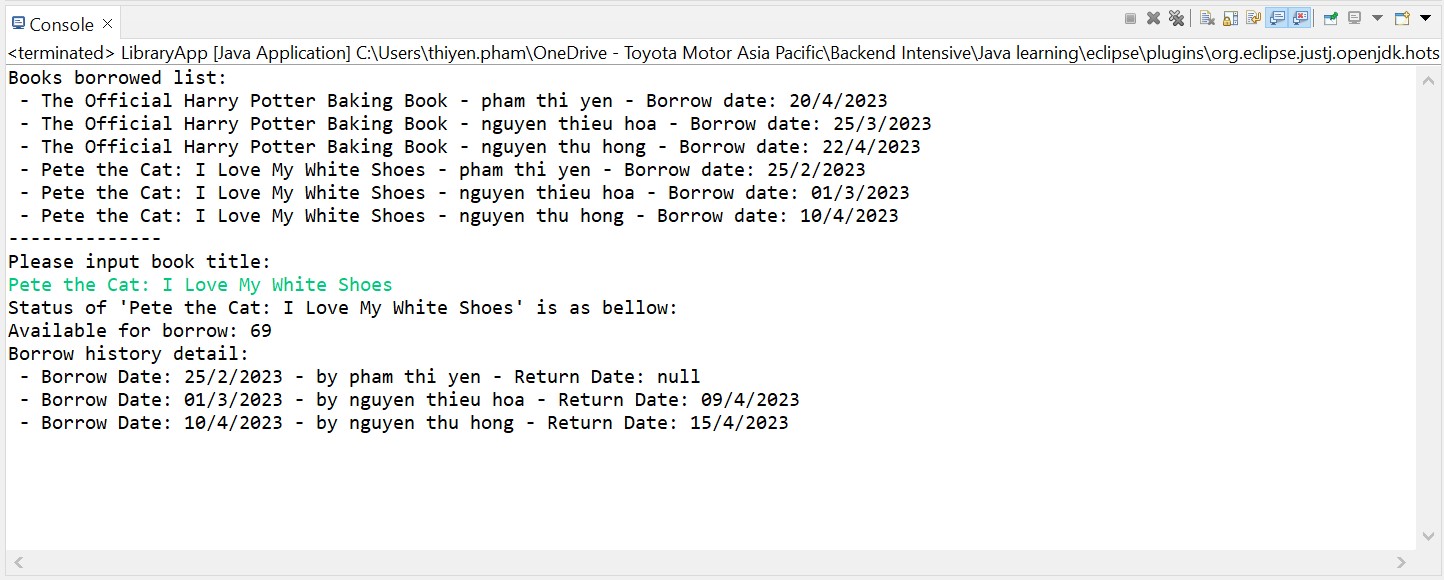 Console
<terminated> LibraryApp [Java Application] C:\Users\thiyen.pham\OneDrive - Toyota Motor Asia Pacific\Backend Intensive\Java learning\eclipse\plugins\org.eclipse.justj.openjdk.hots
Books borrowed list:
 - The Official Harry Potter Baking Book - pham thi yen - Borrow date: 20/4/2023
 - The Official Harry Potter Baking Book - nguyen thieu hoa - Borrow date: 25/3/2023
 - The Official Harry Potter Baking Book - nguyen thu hong - Borrow date: 22/4/2023
 - Pete the Cat: I Love My White Shoes - pham thi yen - Borrow date: 25/2/2023
 - Pete the Cat: I Love My White Shoes - nguyen thieu hoa - Borrow date: 01/3/2023
 - Pete the Cat: I Love My White Shoes - nguyen thu hong - Borrow date: 10/4/2023
--------------
Please input book title:
Pete the Cat: I Love My White Shoes
Status of 'Pete the Cat: I Love My White Shoes' is as bellow:
Available for borrow: 69
Borrow history detail:
 - Borrow Date: 25/2/2023 - by pham thi yen - Return Date: null
 - Borrow Date: 01/3/2023 - by nguyen thieu hoa - Return Date: 09/4/2023
 - Borrow Date: 10/4/2023 - by nguyen thu hong - Return Date: 15/4/2023